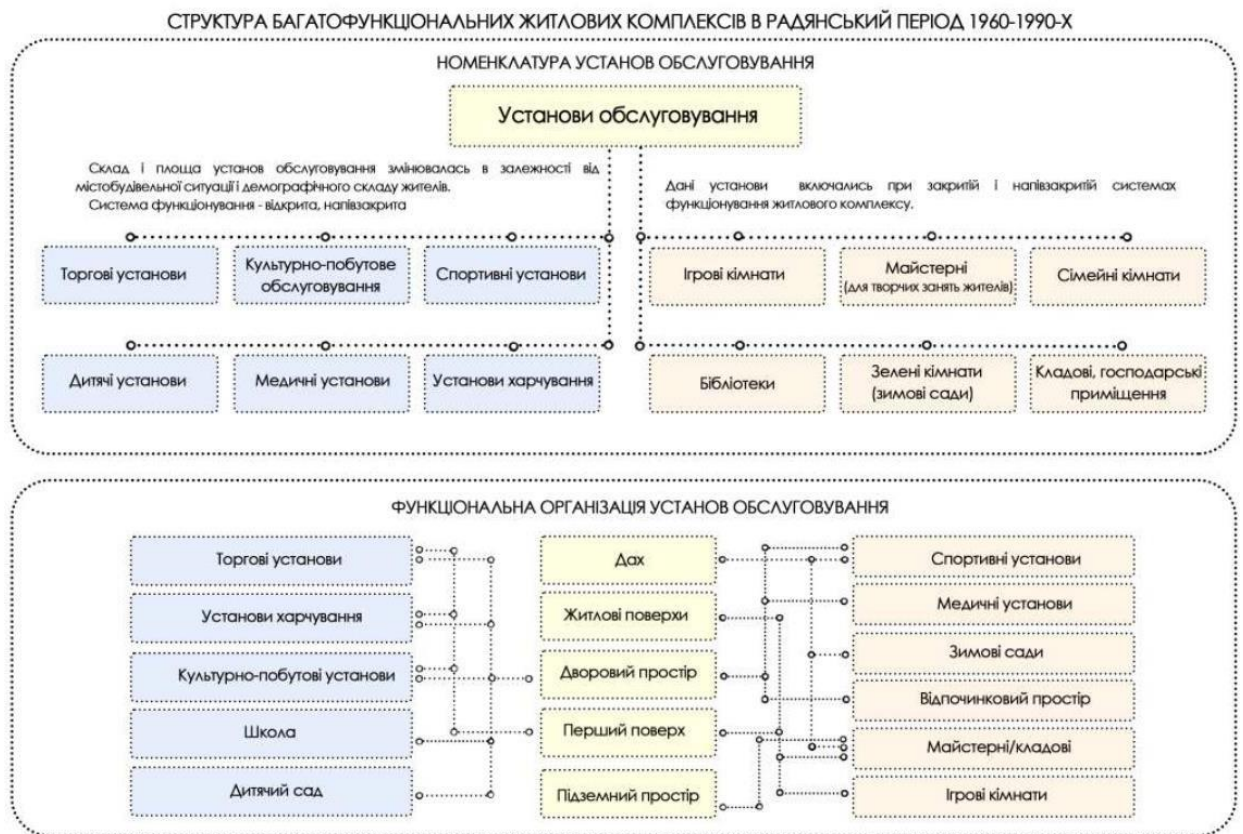 СТРУКТУРА БАГАТОФУНКЦІОНАЛЬНИХ ЖИТЛОВИХ КОМПЛЕКСІВ В РАДЯНСЬКИЙ ПЕРІОД 1960-1990-Х
НОМЕНКЛАТУРА УСТАНОВ ОБСЛУГОВУВАННЯ
Установи обслуговування
Склад і площа установ обслуговування змінювалась в залежності від
містобудівельної ситуації і демографічного складу жителів.
Система функціонування - відкрита, напівзакрита
Дані установи включались при закритій і напівзакритій системах
функціонування житлового комплексу.
Торгові установи
Культурно-побутове
обслуговування
Спортивні установи
Ігрові кімнати
Майстерні
(для творчих занять жителів)
Сімейні кімнати
Дитячі установи
Медичні установи
Установи харчування
Бібліотеки
Зелені кімнати
(зимові сади)
Кладові, господарські
приміщення
ФУНКЦІОНАЛЬНА ОРГАНІЗАЦІЯ УСТАНОВ ОБСЛУГОВУВАННЯ
Торгові установи
Установи харчування
Культурно-побутові установи
Школа
Дитячий сад
Дах
Житлові поверхи
Дворовий простір
Перший поверх
Підземний простір
Спортивні установи
Медичні установи
Зимові сади
Відпочинковий простір
Майстерні/кладові
Ігрові кімнати